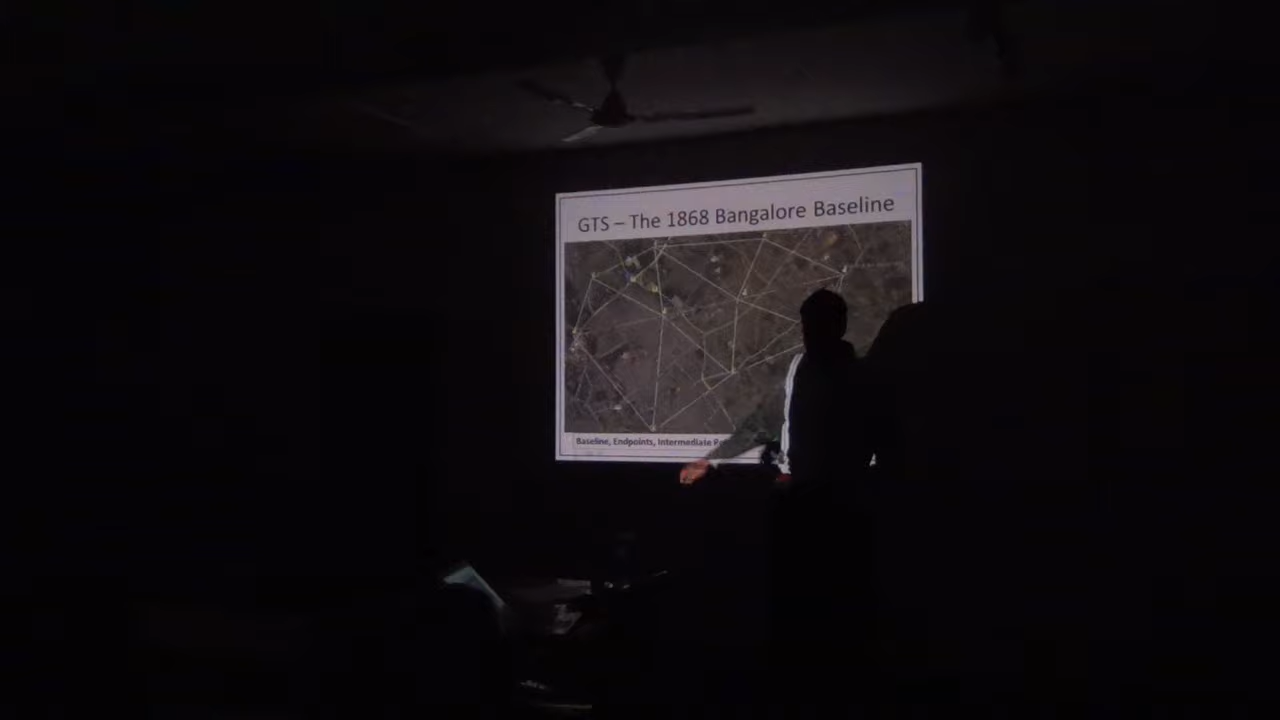 GTS – The 1868 Bangalore Baseline
Baseline, Endpoints, Intermediate